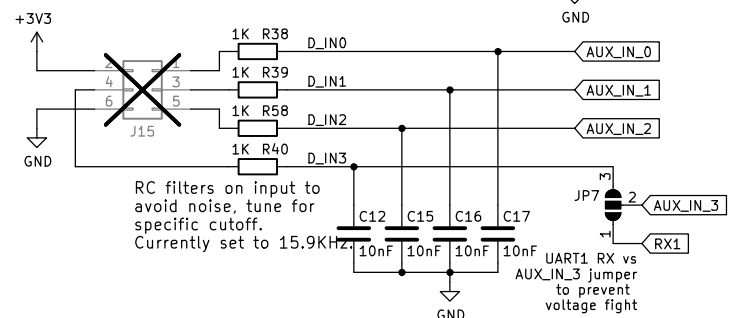 GND
+3V3
1K R38
D_IN0
AUX_IN_0
2 1
1K R39
D_IN1
AUX_IN_1
4 3
1K R58
D_IN2
AUX_IN_2
6 5
J15
GND
1K R40
D_IN3
RC filters on input to
avoid noise, tune for
specific cutoff.
Currently set to 15.9KHz.
C12 C15 C16 C17
10nF 10nF 10nF 10nF
GND
3
JP7
2
AUX_IN_3
1
RX1
UART1 RX vs
AUX_IN_3 jumper
to prevent
voltage fight